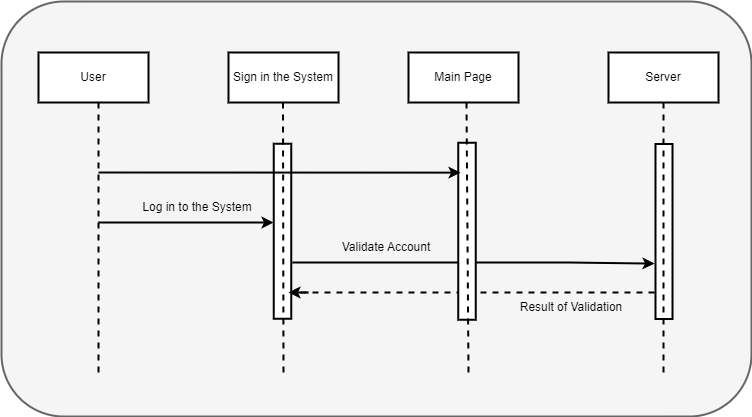 User
Sign in the System
Main Page
Server
Log in to the System
Validate Account
Result of Validation